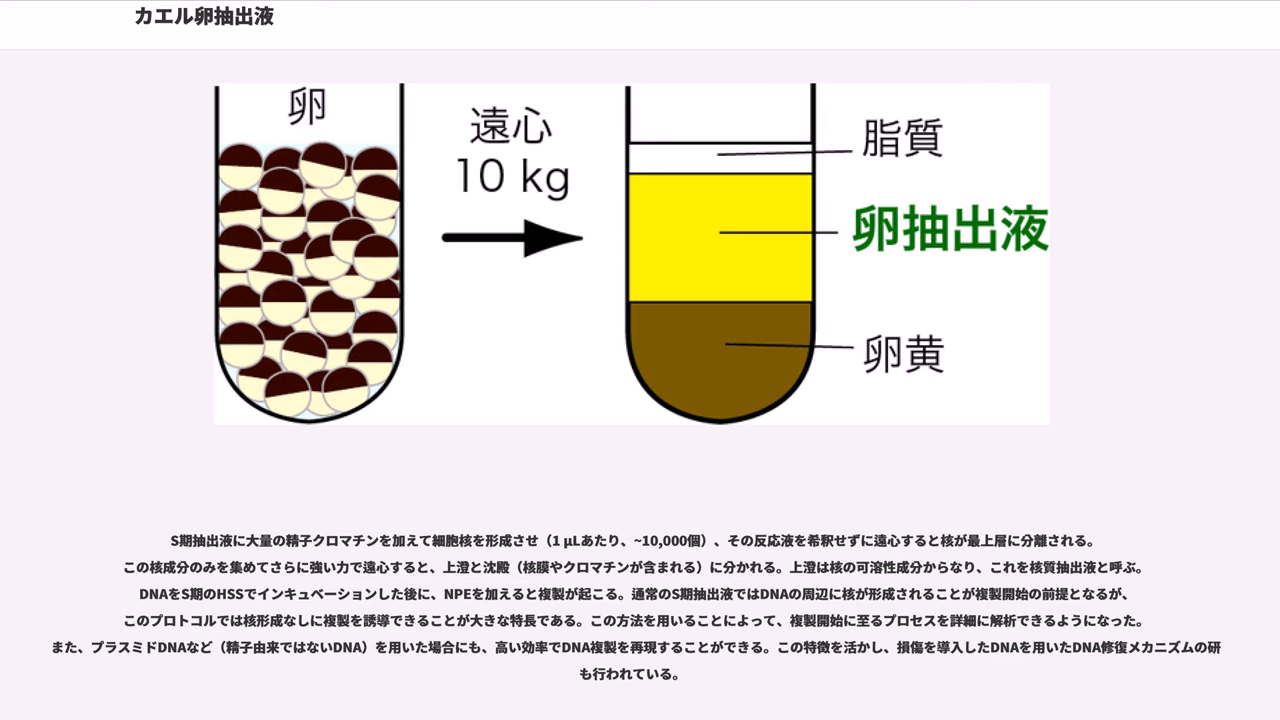 カエル卵抽出液
卵
遠心
10 kg
脂質
卵抽出液
卵黄
S期抽出液に大量の精子クロマチンを加えて細胞核を形成させ（1 μLあたり、~10,000個）、その反応液を希釈せずに遠心すると核が最上層に分離される。
この核成分のみを集めてさらに強い力で遠心すると、上澄と沈殿（核膜やクロマチンが含まれる）に分かれる。上澄は核の可溶性成分からなり、これを核質抽出液と呼ぶ。
DNAをS期のHSSでインキュベーションした後に、NPEを加えると複製が起こる。通常のS期抽出液ではDNAの周辺に核が形成されることが複製開始の前提となるが、
このプロトコルでは核形成なしに複製を誘導できることが大きな特長である。この方法を用いることによって、複製開始に至るプロセスを詳細に解析できるようになった。
また、プラスミドDNAなど（精子由来ではないDNA）を用いた場合にも、高い効率でDNA複製を再現することができる。この特徴を活かし、損傷を導入したDNAを用いたDNA修復メカニズムの研
も行われている。